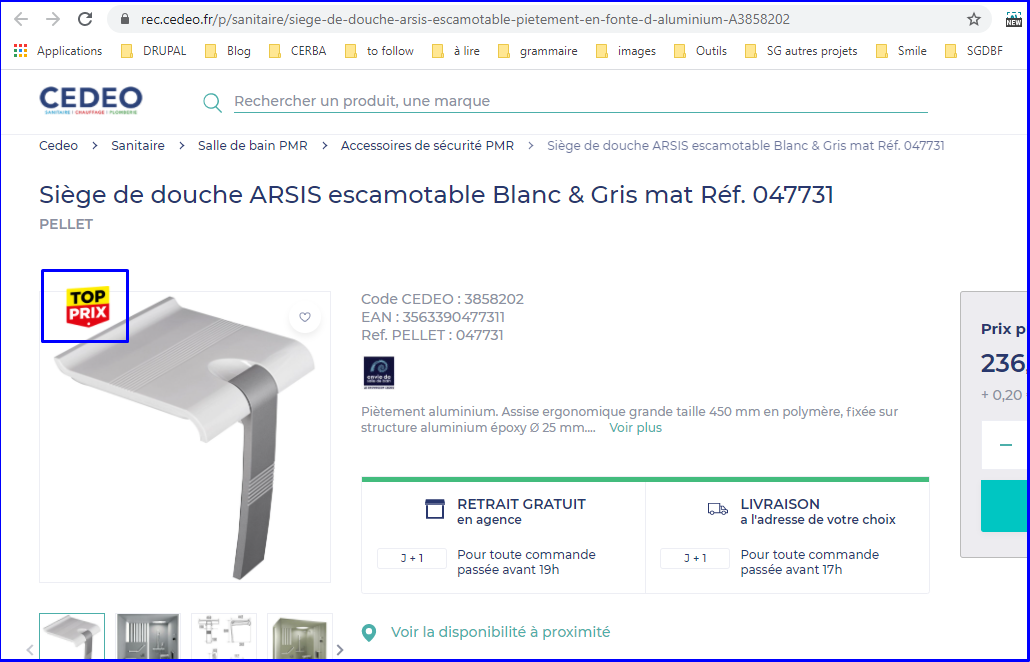 rec.cedeo.fr/p/sanitaire/siege-de-douche-arsis-escamotable-pietement-en-fonte-d-aluminium-A3858202
NEW
Applications DRUPAL Blog CERBA to follow à lire grammaire images Outils SG autres projets Smile SGDBF
CEDEO
SANITAIRE | CHAUFFAGE | PLOMBERIE
Rechercher un produit, une marque
Cedeo > Sanitaire > Salle de bain PMR > Accessoires de sécurité PMR > Siège de douche ARSIS escamotable Blanc & Gris mat Réf. 047731
Siège de douche ARSIS escamotable Blanc & Gris mat Réf. 047731
PELLET
TOP
PRIX
Code CEDEO : 3858202
EAN : 3563390477311
Ref. PELLET : 047731
envie de
salle de bain
Piètement aluminium. Assise ergonomique grande taille 450 mm en polymère, fixée sur
structure aluminium époxy Ø 25 mm.... Voir plus
RETRAIT GRATUIT
en agence
J + 1
Pour toute commande
passée avant 19h
LIVRAISON
a l'adresse de votre choix
J + 1
Pour toute commande
passée avant 17h
Voir la disponibilité à proximité
Prix p
236,
+ 0,20